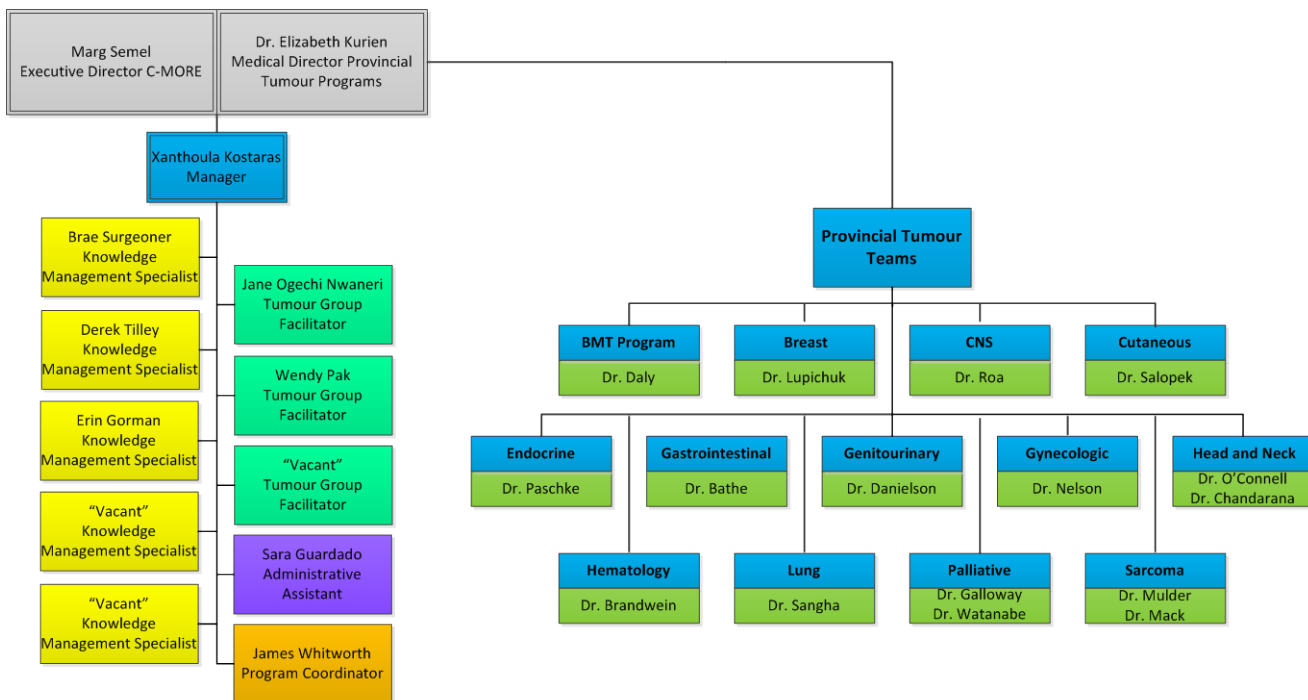 Marg Semel
Executive Director C-MORE
Dr. Elizabeth Kurien
Medical Director Provincial
Tumour Programs
Xanthoula Kostaras
Manager
Brae Surgeoner
Knowledge
Management Specialist
Derek Tilley
Knowledge
Management Specialist
Erin Gorman
Knowledge
Management Specialist
“Vacant”
Knowledge
Management Specialist
“Vacant”
Knowledge
Management Specialist
Jane Ogechi Nwaneri
Tumour Group
Facilitator
Wendy Pak
Tumour Group
Facilitator
“Vacant”
Tumour Group
Facilitator
Sara Guardado
Administrative
Assistant
James Whitworth
Program Coordinator
Provincial Tumour
Teams
BMT Program
Dr. Daly
Breast
Dr. Lupichuk
CNS
Dr. Roa
Cutaneous
Dr. Salopek
Endocrine
Dr. Paschke
Gastrointestinal
Dr. Bathe
Genitourinary
Dr. Danielson
Gynecologic
Dr. Nelson
Head and Neck
Dr. O’Connell
Dr. Chandarana
Hematology
Dr. Brandwein
Lung
Dr. Sangha
Palliative
Dr. Galloway
Dr. Watanabe
Sarcoma
Dr. Mulder
Dr. Mack